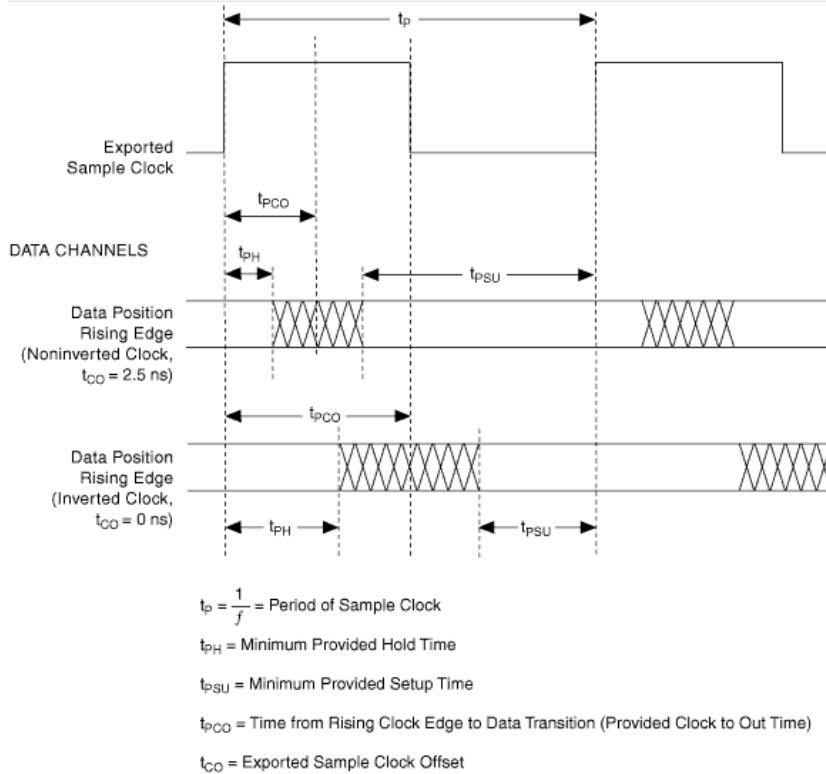 tP
Exported
Sample Clock
tPCO
DATA CHANNELS
tPH
tPSU
Data Position
Rising Edge
(Noninverted Clock,
tCO = 2.5 ns)
tPCO
Data Position
Rising Edge
(Inverted Clock,
tCO = 0 ns)
tPH
tPSU
tP = 1/f = Period of Sample Clock
tPH = Minimum Provided Hold Time
tPSU = Minimum Provided Setup Time
tPCO = Time from Rising Clock Edge to Data Transition (Provided Clock to Out Time)
tCO = Exported Sample Clock Offset